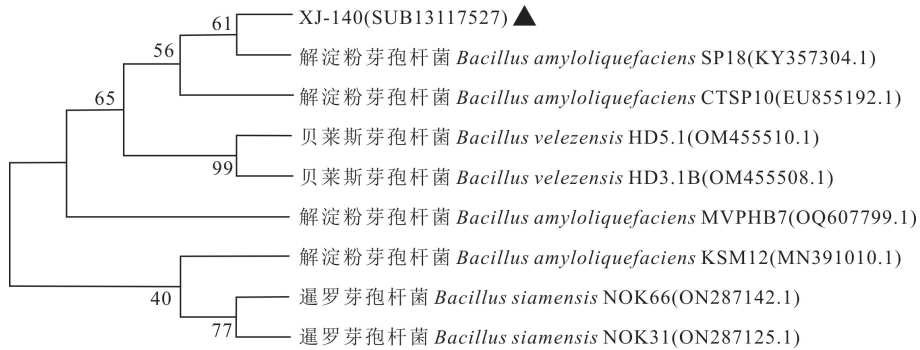 XJ-140(SUB13117527)
61
解淀粉芽孢杆菌 Bacillus amyloliquefaciens SP18(KY357304.1)
56
解淀粉芽孢杆菌 Bacillus amyloliquefaciens CTSP10(EU855192.1)
65
贝莱斯芽孢杆菌 Bacillus velezensis HD5.1(OM455510.1)
99
贝莱斯芽孢杆菌 Bacillus velezensis HD3.1B(OM455508.1)
解淀粉芽孢杆菌 Bacillus amyloliquefaciens MVPHB7(OQ607799.1)
解淀粉芽孢杆菌 Bacillus amyloliquefaciens KSM12(MN391010.1)
40
暹罗芽孢杆菌 Bacillus siamensis NOK66(ON287142.1)
77
暹罗芽孢杆菌 Bacillus siamensis NOK31(ON287125.1)